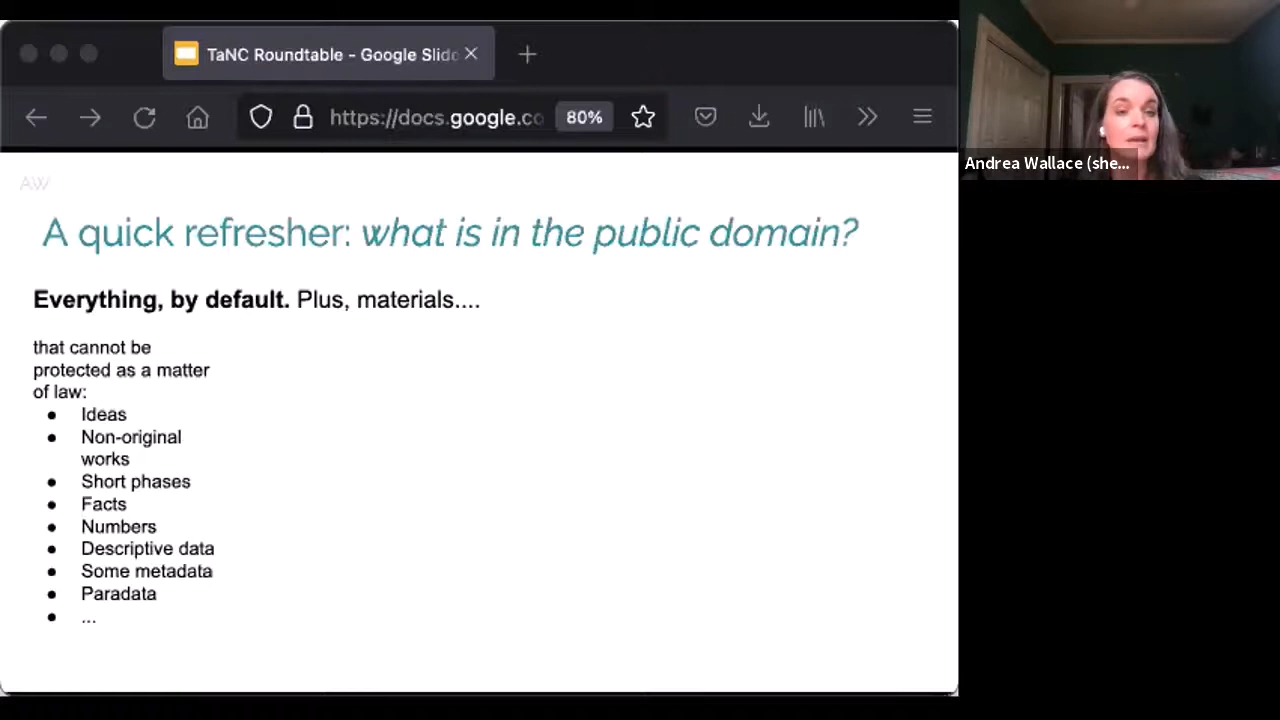 TaNC Roundtable - Google Slid
https://docs.google.co
80%
Andrea Wallace (she...
AW
A quick refresher: what is in the public domain?
Everything, by default. Plus, materials....
that cannot be
protected as a matter
of law:
● Ideas
● Non-original
works
● Short phases
● Facts
● Numbers
● Descriptive data
● Some metadata
● Paradata
● ...